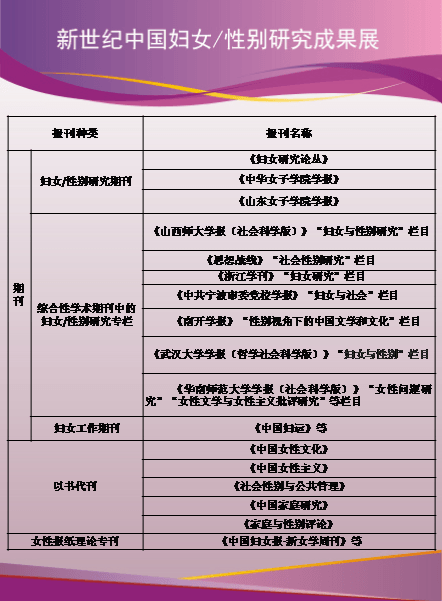 新世纪中国妇女/性别研究成果展
报刊种类
报刊名称
期
刊
妇女/性别研究期刊
《妇女研究论丛》
《中华女子学院学报》
《山东女子学院学报》
综合性学术期刊中的
妇女/性别研究专栏
《山西师大学报（社会科学版）》“妇女与性别研究”栏目
《思想战线》“社会性别研究”栏目
《浙江学刊》“妇女研究”栏目
《中共宁波市委党校学报》“妇女与社会”栏目
《南开学报》“性别视角下的中国文学和文化”栏目
《武汉大学学报（哲学社会科学版）》“妇女与性别”栏目
《华南师范大学学报（社会科学版）》“女性问题研
究”“女性文学与女性主义批评研究”等栏目
妇女工作期刊
《中国妇运》等
以书代刊
《中国女性文化》
《中国女性主义》
《社会性别与公共管理》
《中国家庭研究》
《家庭与性别评论》
女性报纸理论专刊
《中国妇女报·新女学周刊》等